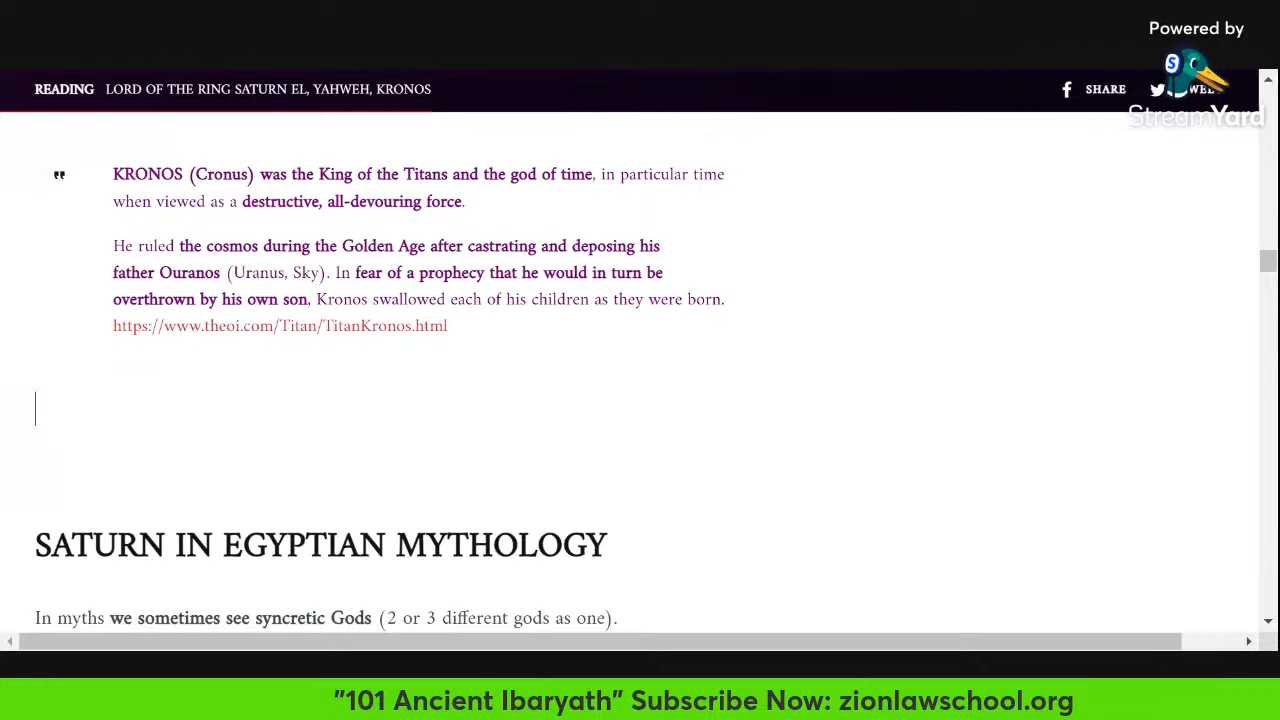 Powered by
READING LORD OF THE RING SATURN EL, YAHWEH, KRONOS
SHARE
StreamYard
KRONOS (Cronus) was the King of the Titans and the god of time, in particular time
when viewed as a destructive, all-devouring force.
He ruled the cosmos during the Golden Age after castrating and deposing his
father Ouranos (Uranus, Sky). In fear of a prophecy that he would in turn be
overthrown by his own son, Kronos swallowed each of his children as they were born.
https://www.theoi.com/Titan/TitanKronos.html
SATURN IN EGYPTIAN MYTHOLOGY
In myths we sometimes see syncretic Gods (2 or 3 different gods as one).
"101 Ancient Ibaryath" Subscribe Now: zionlawschool.org